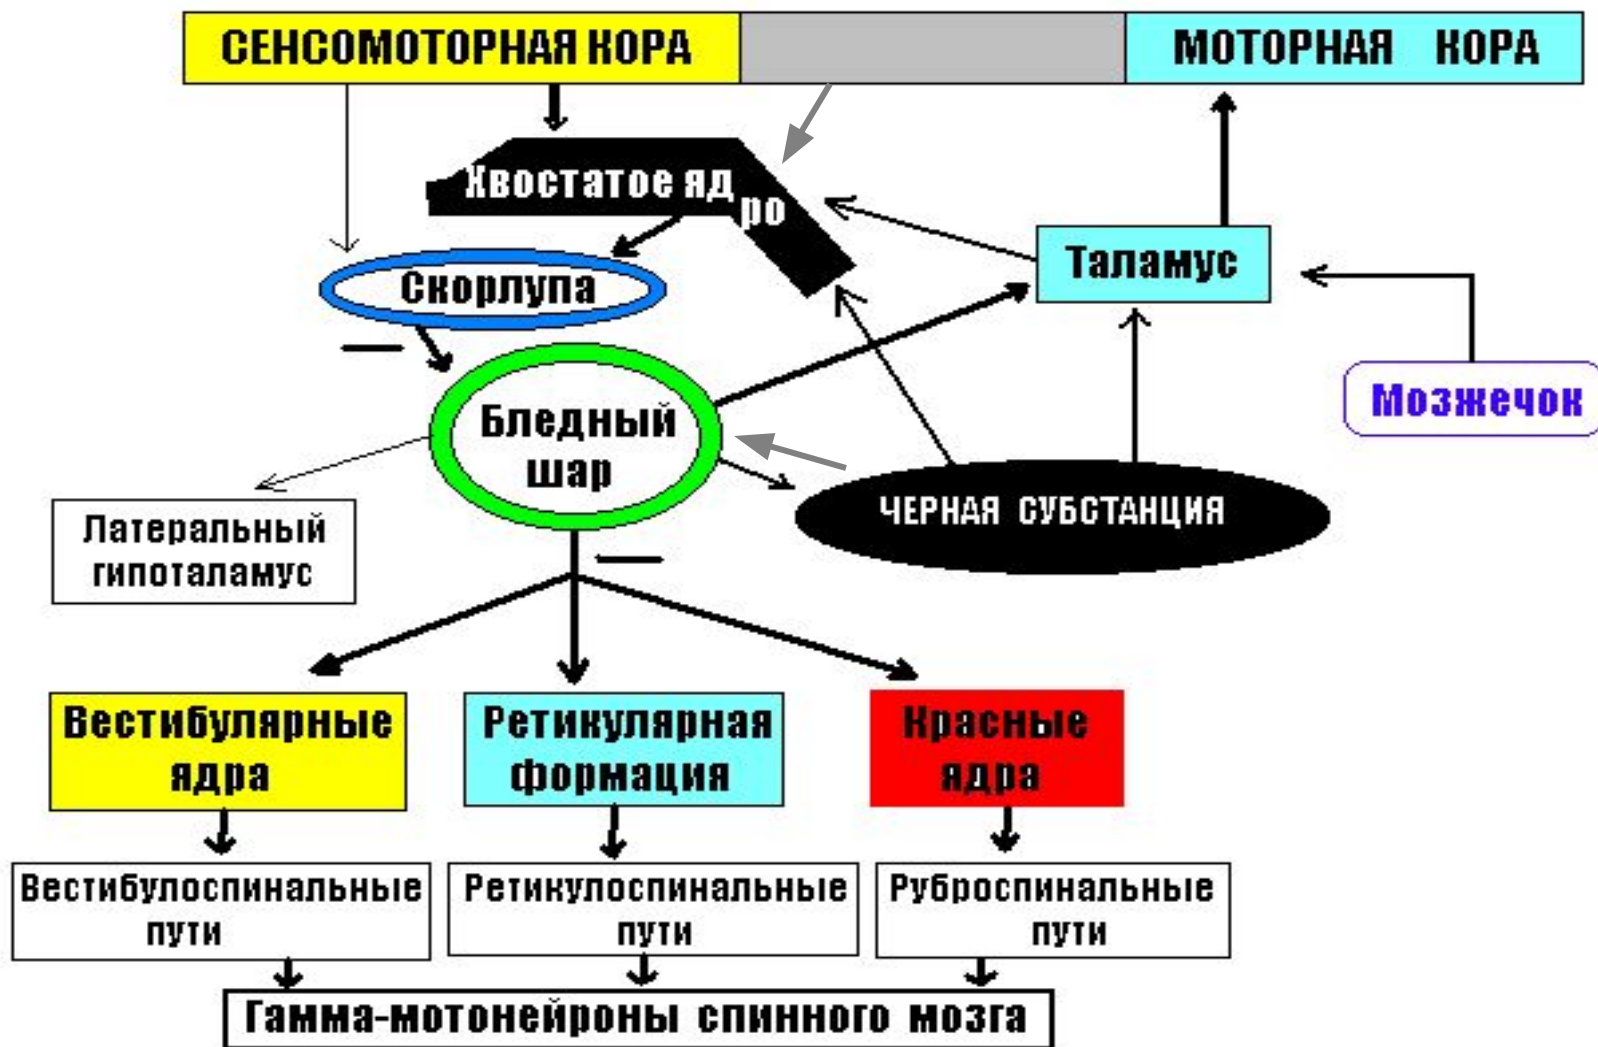 СЕНСОМОТОРНАЯ КОРА
МОТОРНАЯ КОРА
Хвостатое яд
ро
Таламус
Скорлупа
Мозжечок
Бледный
шар
ЧЕРНАЯ СУБСТАНЦИЯ
Латеральный
гипоталамус
Вестибулярные
ядра
Ретикулярная
формация
Красные
ядра
Вестибулоспинальные
пути
Ретикулоспинальные
пути
Руброспинальные
пути
Гамма-мотонейроны спинного мозга